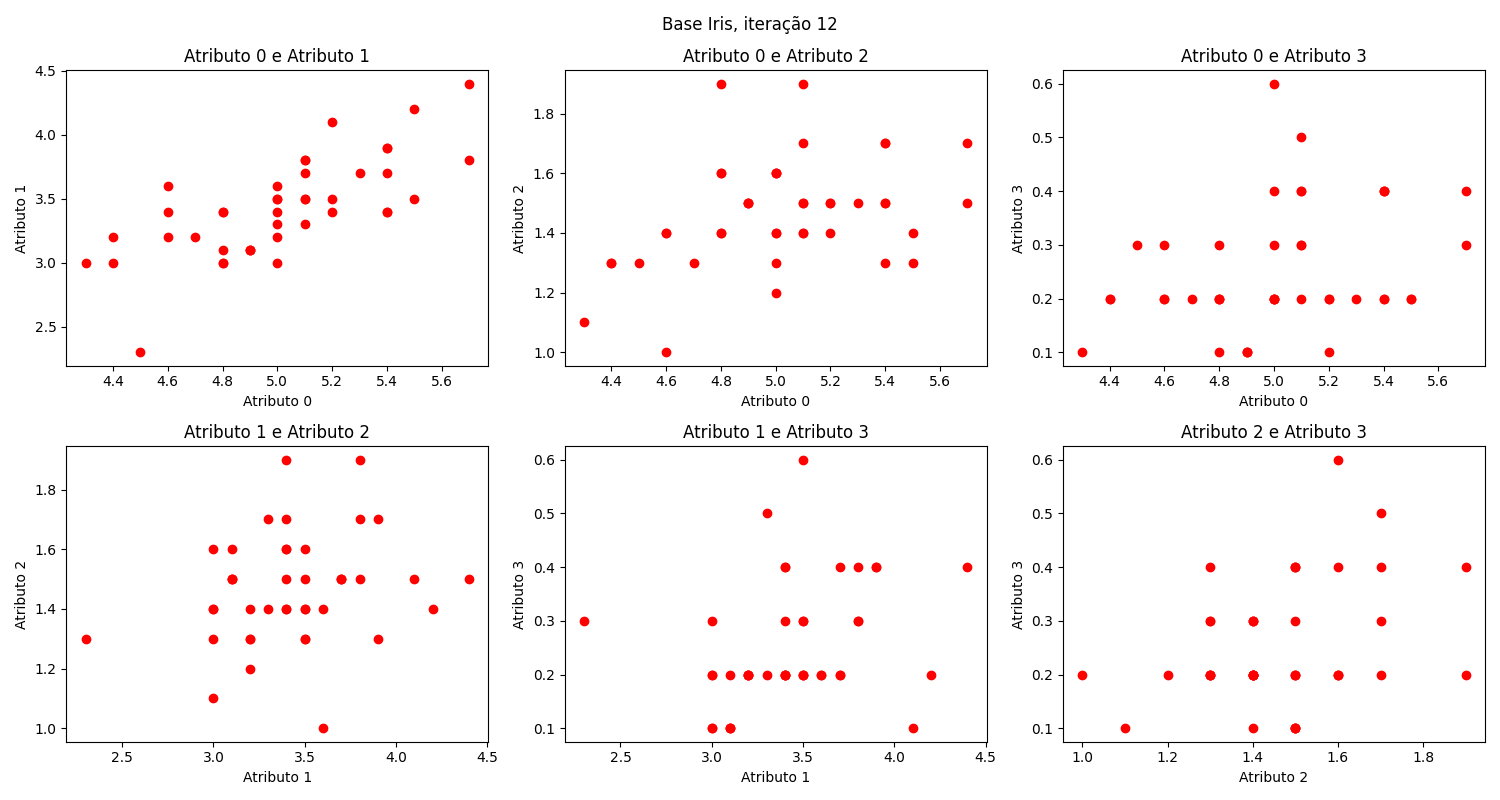 Base Iris, iteração 12
Atributo 0 e Atributo 1
4.5
4.0
3.5
3.0
2.5
Atributo 1
4.4 4.6 4.8 5.0 5.2 5.4 5.6
Atributo 0
Atributo 0 e Atributo 2
1.8
1.6
1.4
1.2
1.0
Atributo 2
4.4 4.6 4.8 5.0 5.2 5.4 5.6
Atributo 0
Atributo 0 e Atributo 3
0.6
0.5
0.4
0.3
0.2
0.1
Atributo 3
4.4 4.6 4.8 5.0 5.2 5.4 5.6
Atributo 0
Atributo 1 e Atributo 2
1.8
1.6
1.4
1.2
1.0
Atributo 2
2.5 3.0 3.5 4.0 4.5
Atributo 1
Atributo 1 e Atributo 3
0.6
0.5
0.4
0.3
0.2
0.1
Atributo 3
2.5 3.0 3.5 4.0 4.5
Atributo 1
Atributo 2 e Atributo 3
0.6
0.5
0.4
0.3
0.2
0.1
Atributo 3
1.0 1.2 1.4 1.6 1.8
Atributo 2